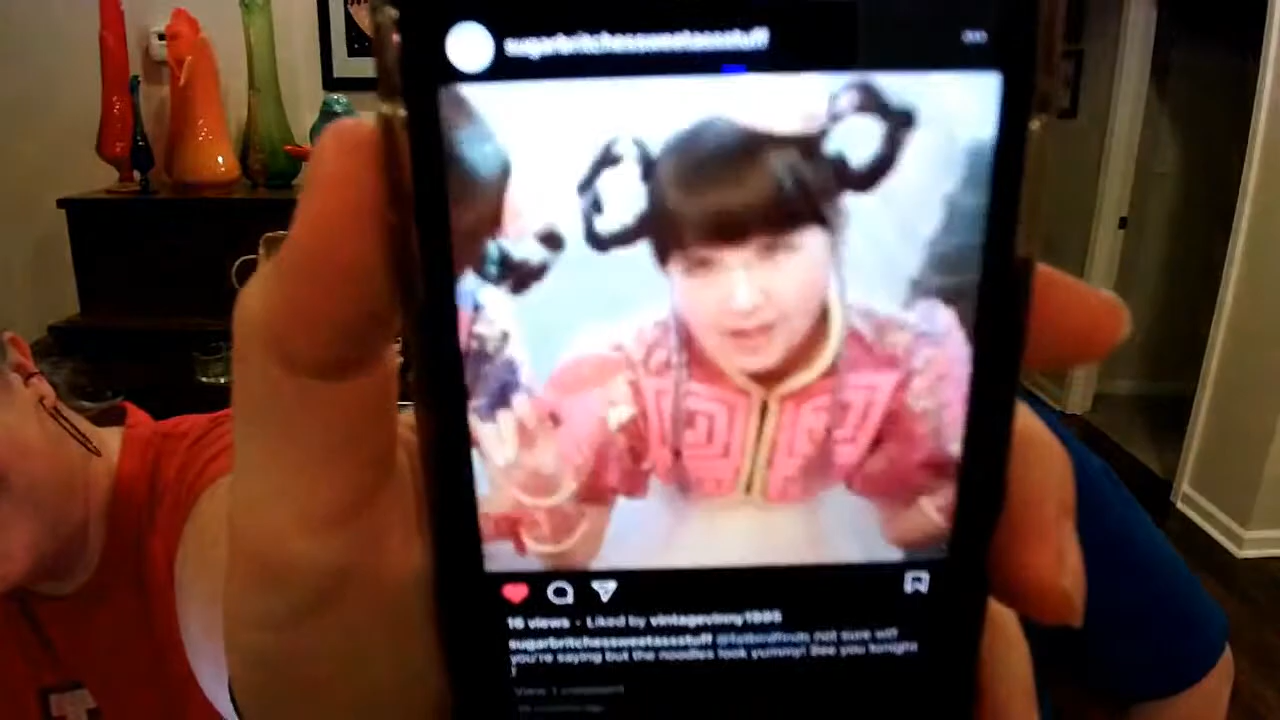 sugarbritchessweetassstuff
16 views · Liked by vintagevinny1985
sugarbritchessweetassstuff @fatbirdfinds not sure wtf
you're saying but the noodles look yummy! See you tonight
!
View 1 comment
T